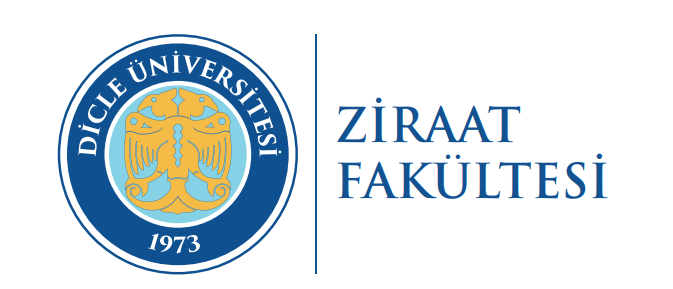 DİCLE ÜNİVERSİTESİ
1973
ZİRAAT
FAKÜLTESİ